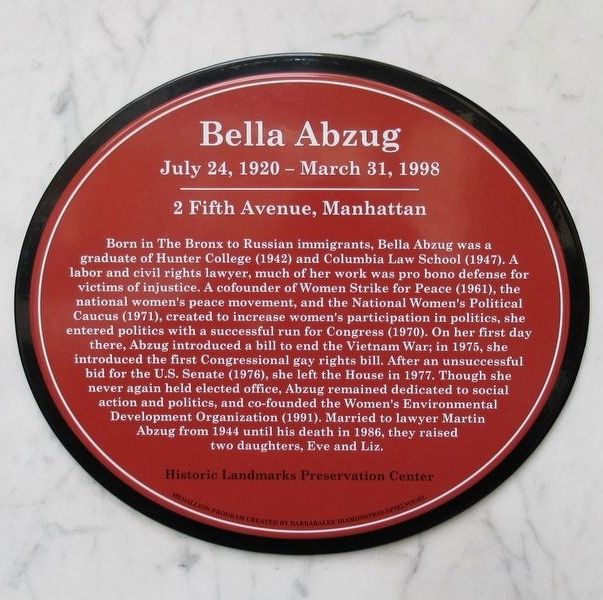 Bella Abzug
July 24, 1920 – March 31, 1998
2 Fifth Avenue, Manhattan
Born in The Bronx to Russian immigrants, Bella Abzug was a
graduate of Hunter College (1942) and Columbia Law School (1947). A
labor and civil rights lawyer, much of her work was pro bono defense for
victims of injustice. A cofounder of Women Strike for Peace (1961), the
national women's peace movement, and the National Women's Political
Caucus (1971), created to increase women's participation in politics, she
entered politics with a successful run for Congress (1970). On her first day
there, Abzug introduced a bill to end the Vietnam War; in 1975, she
introduced the first Congressional gay rights bill. After an unsuccessful
bid for the U.S. Senate (1976), she left the House in 1977. Though she
never again held elected office, Abzug remained dedicated to social
action and politics, and co-founded the Women's Environmental
Development Organization (1991). Married to lawyer Martin
Abzug from 1944 until his death in 1986, they raised
two daughters, Eve and Liz.
Historic Landmarks Preservation Center
MEDALLION PROGRAM CREATED BY BARBARALEE DIAMONSTEIN-SPIELVOGEL